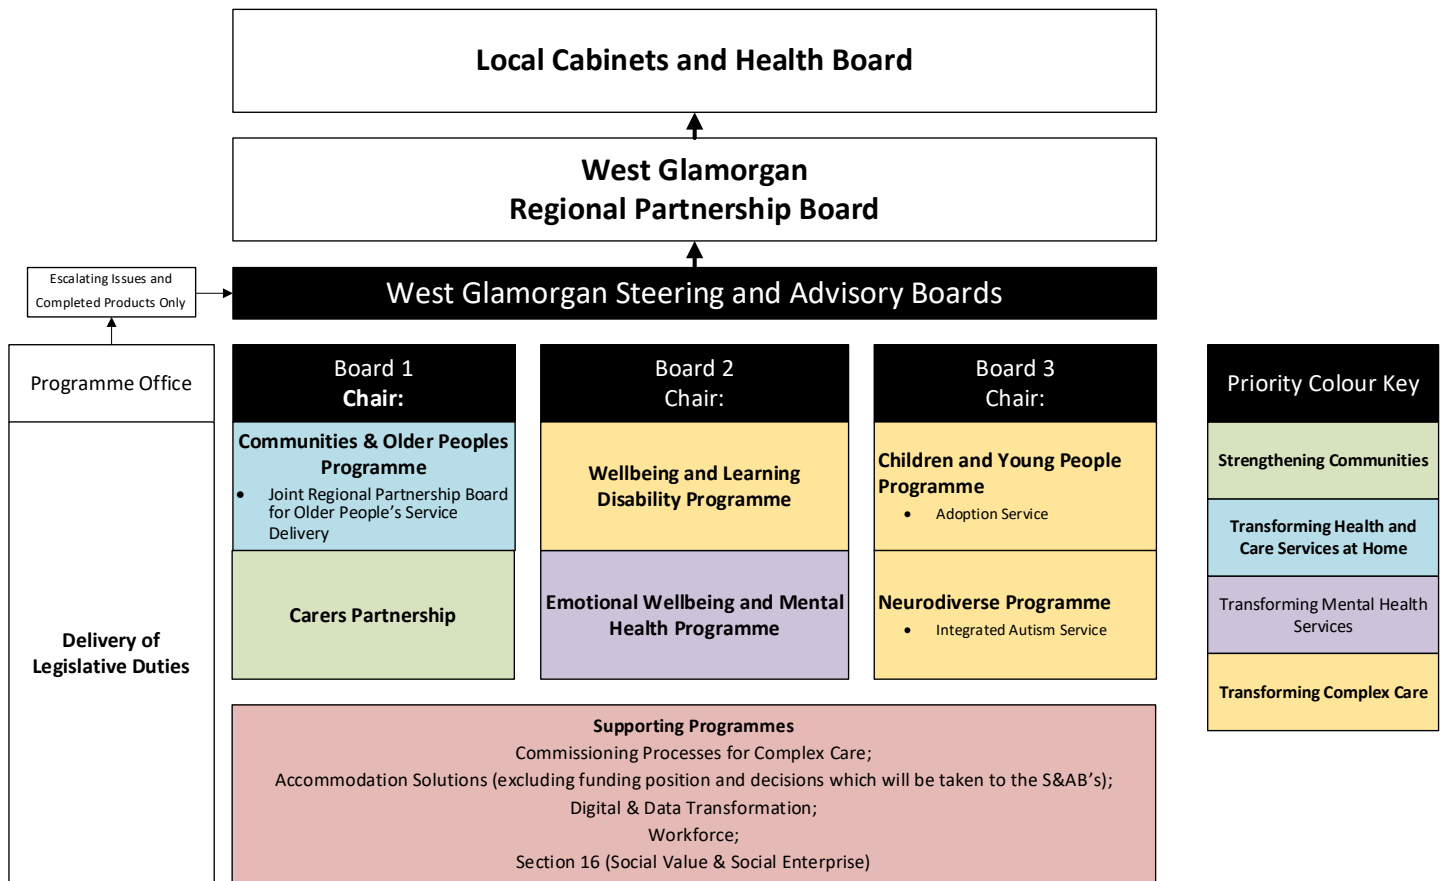 Local Cabinets and Health Board
West Glamorgan
Regional Partnership Board
Escalating Issues and
Completed Products Only
West Glamorgan Steering and Advisory Boards
Programme Office
Delivery of
Legislative Duties
Board 1
Chair:
Communities & Older Peoples
Programme
• Joint Regional Partnership Board
for Older People’s Service
Delivery
Carers Partnership
Board 2
Chair:
Wellbeing and Learning
Disability Programme
Emotional Wellbeing and Mental
Health Programme
Board 3
Chair:
Children and Young People
Programme
• Adoption Service
Neurodiverse Programme
• Integrated Autism Service
Priority Colour Key
Strengthening Communities
Transforming Health and
Care Services at Home
Transforming Mental Health
Services
Transforming Complex Care
Supporting Programmes
Commissioning Processes for Complex Care;
Accommodation Solutions (excluding funding position and decisions which will be taken to the S&AB’s);
Digital & Data Transformation;
Workforce;
Section 16 (Social Value & Social Enterprise)